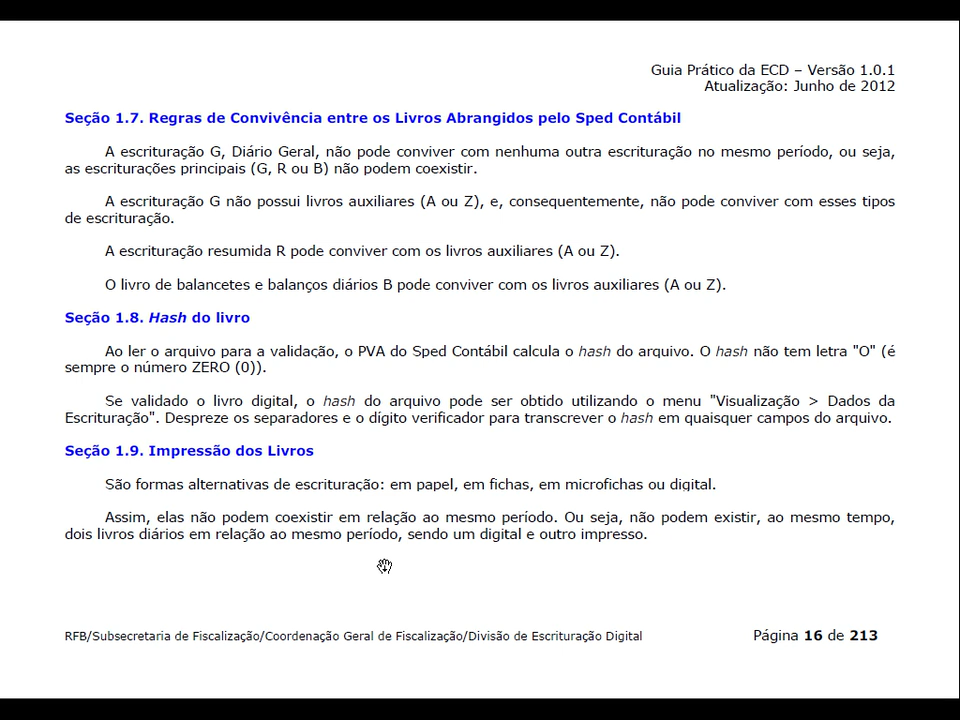 Guia Prático da ECD – Versão 1.0.1
Atualização: Junho de 2012
Seção 1.7. Regras de Convivência entre os Livros Abrangidos pelo Sped Contábil
A escrituração G, Diário Geral, não pode conviver com nenhuma outra escrituração no mesmo período, ou seja,
as escriturações principais (G, R ou B) não podem coexistir.
A escrituração G não possui livros auxiliares (A ou Z), e, consequentemente, não pode conviver com esses tipos
de escrituração.
A escrituração resumida R pode conviver com os livros auxiliares (A ou Z).
O livro de balancetes e balanços diários B pode conviver com os livros auxiliares (A ou Z).
Seção 1.8. Hash do livro
Ao ler o arquivo para a validação, o PVA do Sped Contábil calcula o hash do arquivo. O hash não tem letra "O" (é
sempre o número ZERO (0)).
Se validado o livro digital, o hash do arquivo pode ser obtido utilizando o menu "Visualização > Dados da
Escrituração". Despreze os separadores e o dígito verificador para transcrever o hash em quaisquer campos do arquivo.
Seção 1.9. Impressão dos Livros
São formas alternativas de escrituração: em papel, em fichas, em microfichas ou digital.
Assim, elas não podem coexistir em relação ao mesmo período. Ou seja, não podem existir, ao mesmo tempo,
dois livros diários em relação ao mesmo período, sendo um digital e outro impresso.
RFB/Subsecretaria de Fiscalização/Coordenação Geral de Fiscalização/Divisão de Escrituração Digital
Página 16 de 213